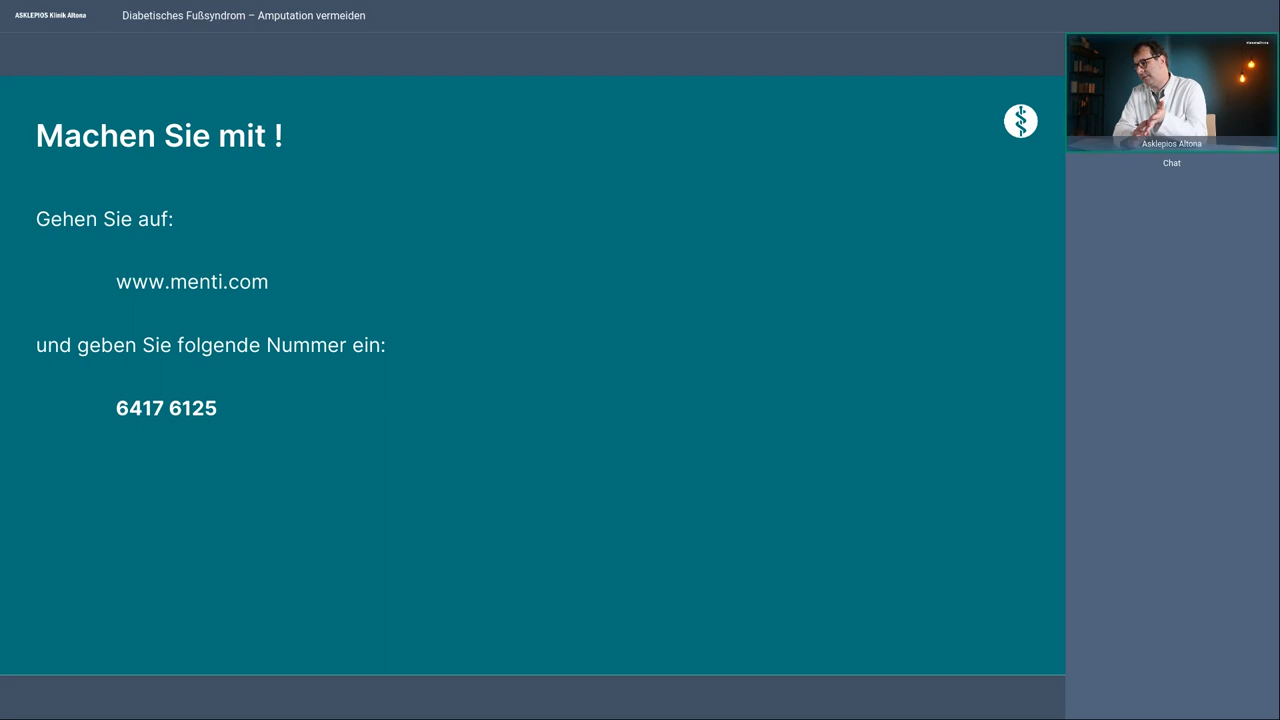 ASKLEPIOS Klinik Altona
Diabetisches Fußsyndrom – Amputation vermeiden
Machen Sie mit !
Gehen Sie auf:
www.menti.com
und geben Sie folgende Nummer ein:
6417 6125
Asklepios Altona
Chat